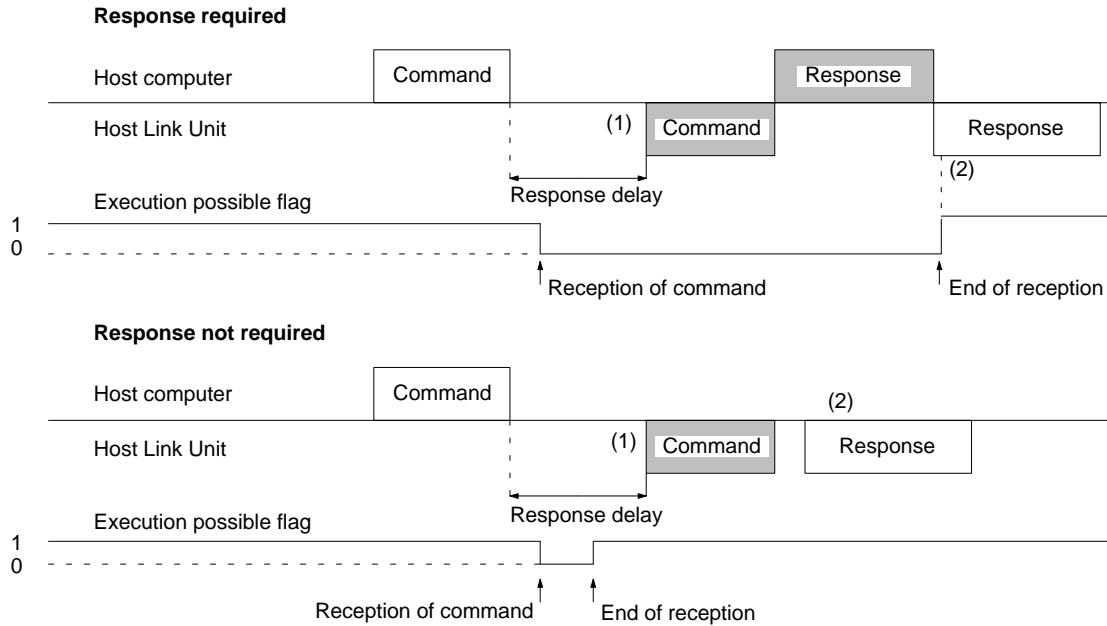 Response required
Host computer
Command
Response
Host Link Unit
(1)
Command
Response
(2)
Response delay
Execution possible flag
1
0
Reception of command
End of reception
Response not required
Host computer
Command
(2)
Host Link Unit
(1)
Command
Response
Response delay
Execution possible flag
1
0
Reception of command
End of reception